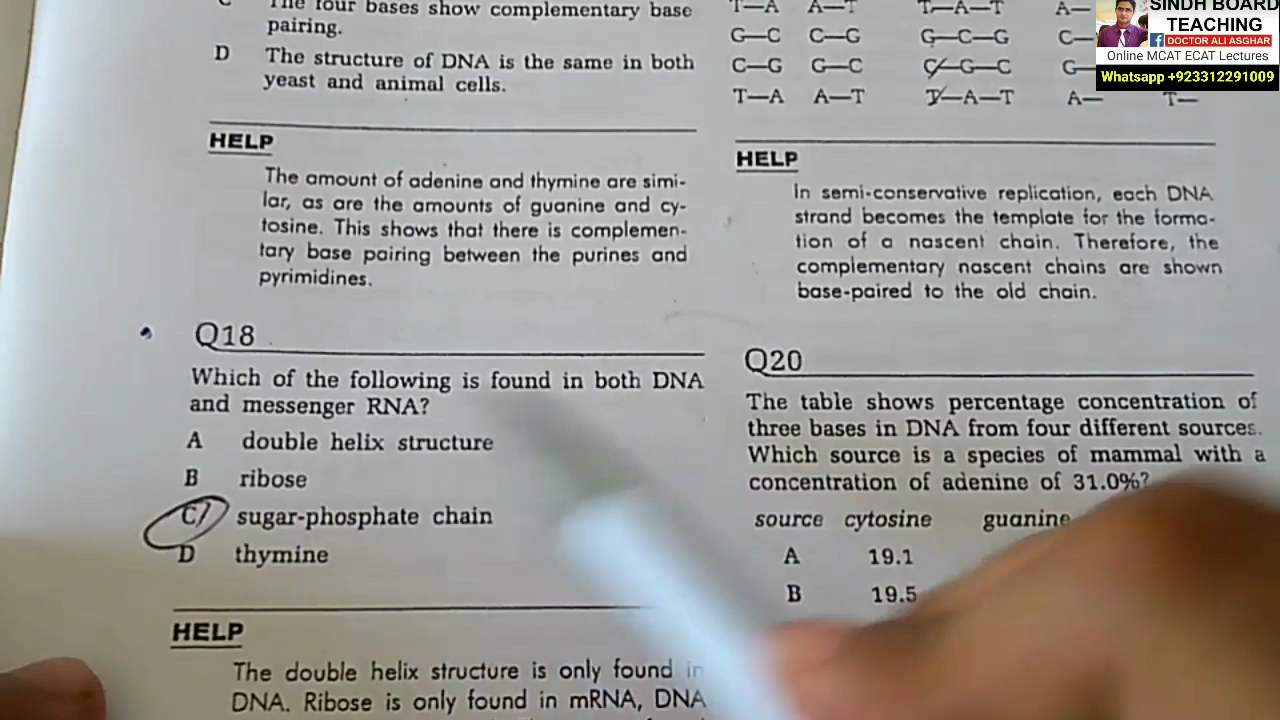 C The four bases show complementary base
pairing.
D The structure of DNA is the same in both
yeast and animal cells.
HELP
The amount of adenine and thymine are simi-
lar, as are the amounts of guanine and cy-
tosine. This shows that there is complemen-
tary base pairing between the purines and
pyrimidines.
Q18
Which of the following is found in both DNA
and messenger RNA?
A double helix structure
B ribose
C sugar-phosphate chain
D thymine
HELP
The double helix structure is only found in
DNA. Ribose is only found in mRNA, DNA
T—A A—T T—A—T A—
G—C C—G G—C—G C—
C—G G—C C—G—C G—
T—A A—T T—A—T A— T—
HELP
In semi-conservative replication, each DNA
strand becomes the template for the forma-
tion of a nascent chain. Therefore, the
complementary nascent chains are shown
base-paired to the old chain.
Q20
The table shows percentage concentration of
three bases in DNA from four different sources.
Which source is a species of mammal with a
concentration of adenine of 31.0%?
source cytosine guanine
A 19.1
B 19.5
SINDH BOARD
TEACHING
DOCTOR ALI ASGHAR
Online MCAT ECAT Lectures
Whatsapp +923312291009